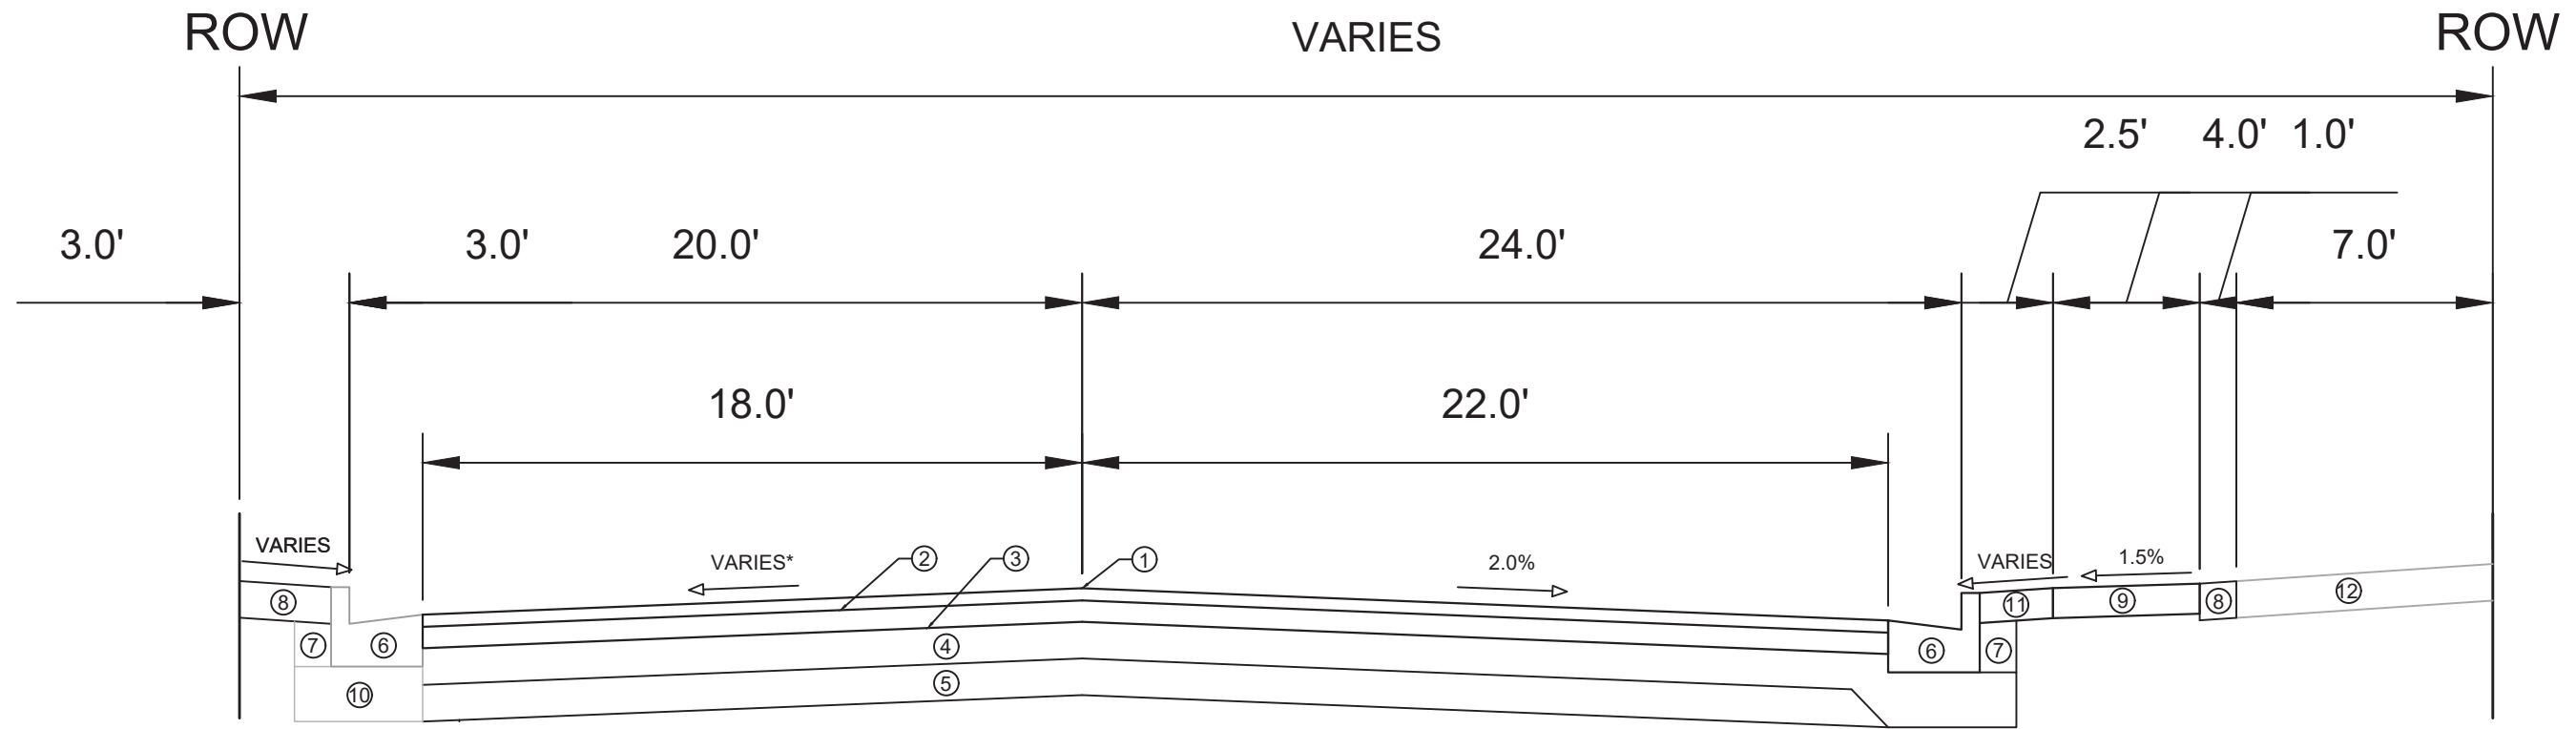 ROW VARIES ROW
2.5' 4.0' 1.0'
3.0' 3.0' 20.0' 24.0' 7.0'
18.0' 22.0'
VARIES VARIES* 2 3 1 2.0% VARIES 1.5%
8 11 9 8 12
7 6 4 6 7
10 5